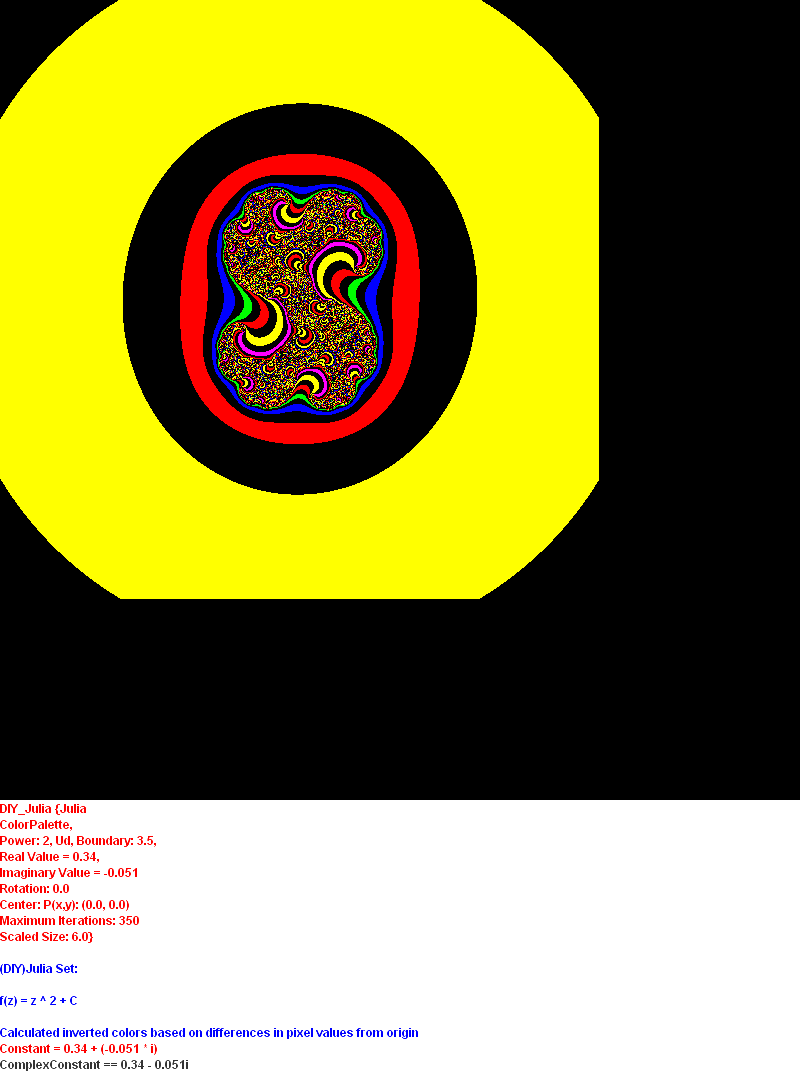 DIY_Julia {Julia
ColorPalette,
Power: 2, Ud, Boundary: 3.5,
Real Value = 0.34,
Imaginary Value = -0.051
Rotation: 0.0
Center: P(x,y): (0.0, 0.0)
Maximum Iterations: 350
Scaled Size: 6.0}
(DIY)Julia Set:
f(z) = z ^ 2 + C
Calculated inverted colors based on differences in pixel values from origin
Constant = 0.34 + (-0.051 * i)
ComplexConstant == 0.34 - 0.051i